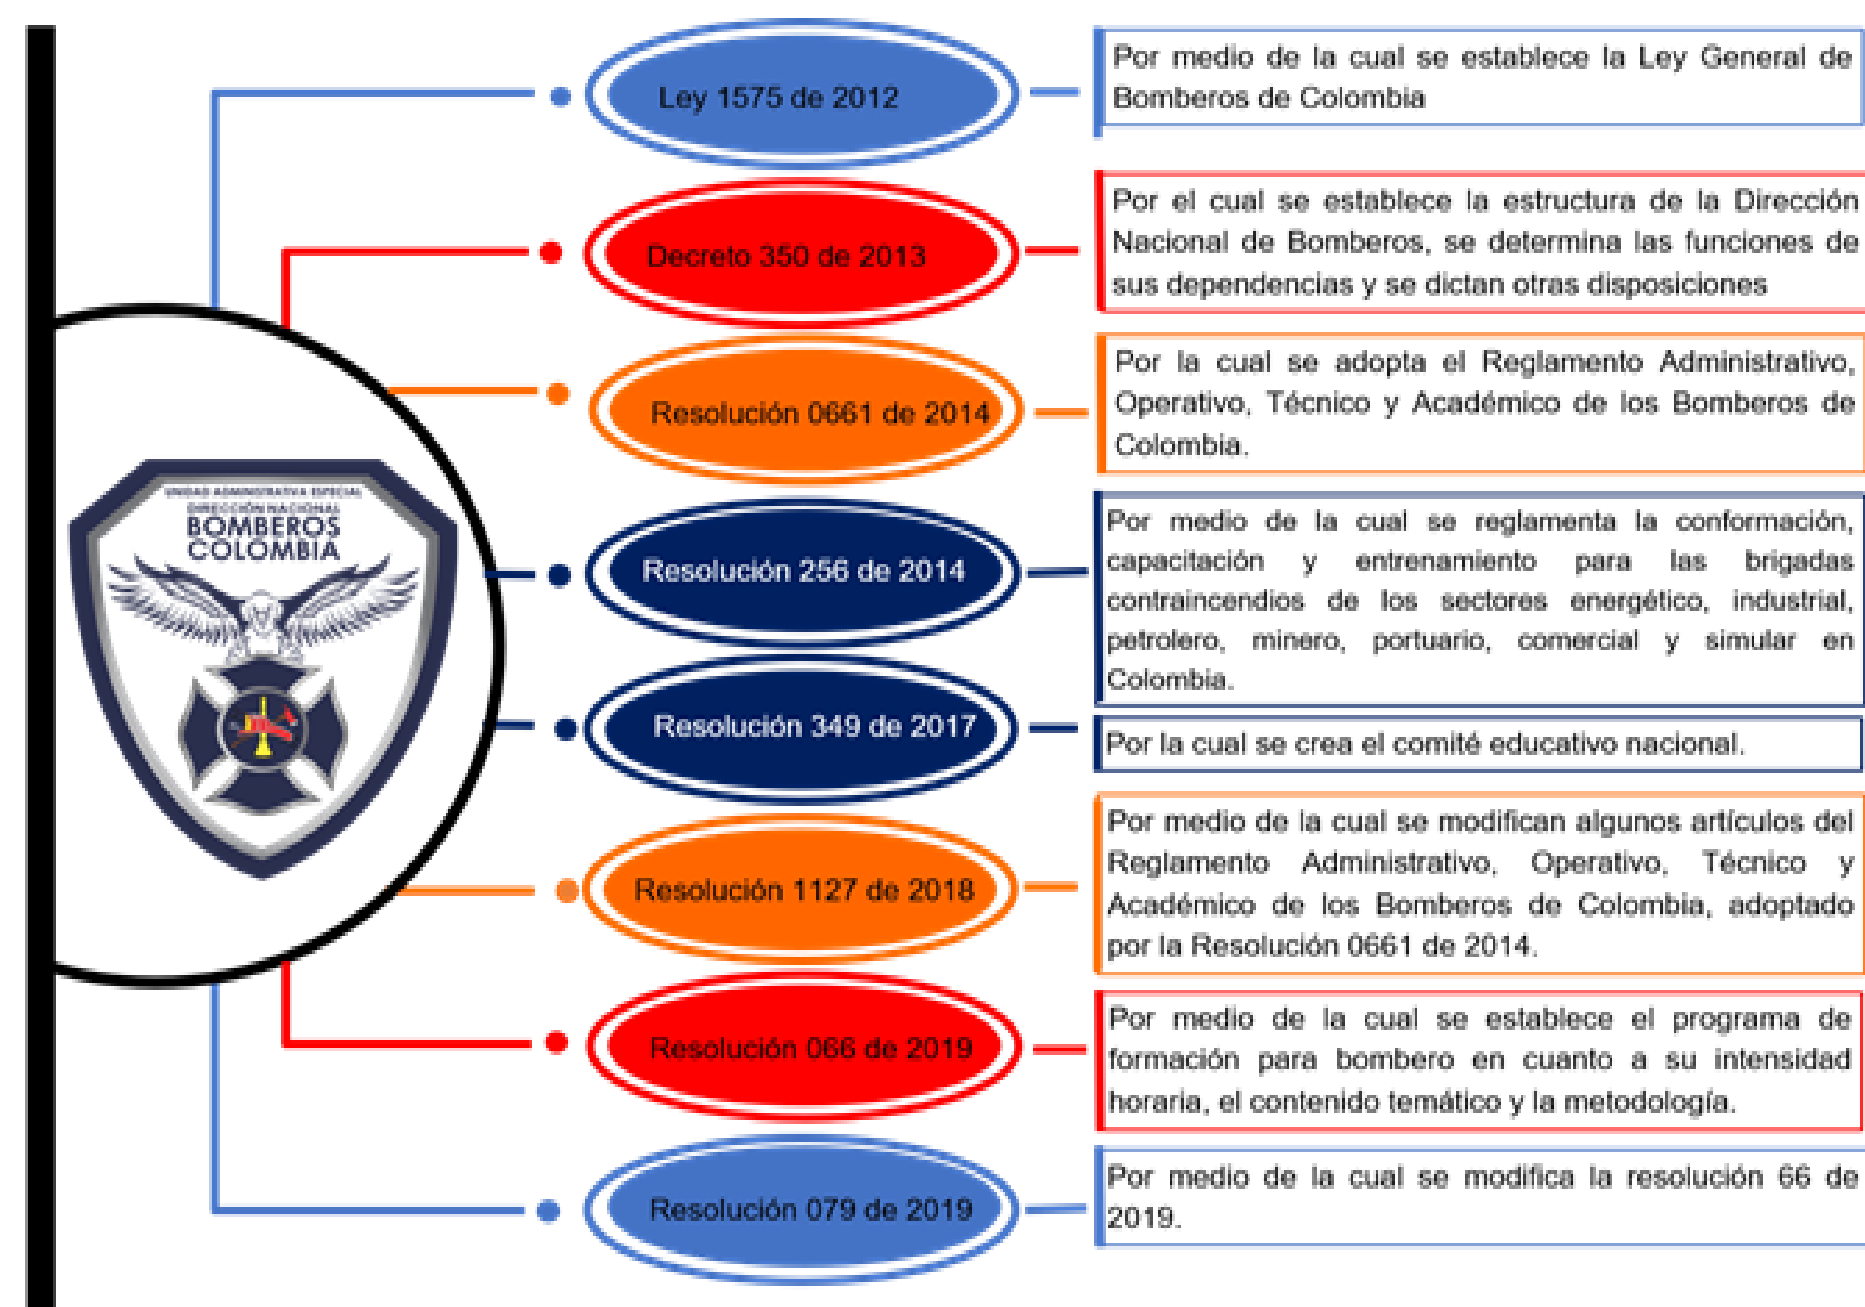 UNIDAD ADMINISTRATIVA ESPECIAL
DIRECCIÓN NACIONAL
BOMBEROS
COLOMBIA
Ley 1575 de 2012
Por medio de la cual se establece la Ley General de
Bomberos de Colombia
Decreto 350 de 2013
Por el cual se establece la estructura de la Dirección
Nacional de Bomberos, se determina las funciones de
sus dependencias y se dictan otras disposiciones
Resolución 0661 de 2014
Por la cual se adopta el Reglamento Administrativo,
Operativo, Técnico y Académico de los Bomberos de
Colombia.
Resolución 256 de 2014
Por medio de la cual se reglamenta la conformación,
capacitación y entrenamiento para las brigadas
contraincendios de los sectores energético, industrial,
petrolero, minero, portuario, comercial y simular en
Colombia.
Resolución 349 de 2017
Por la cual se crea el comité educativo nacional.
Resolución 1127 de 2018
Por medio de la cual se modifican algunos artículos del
Reglamento Administrativo, Operativo, Técnico y
Académico de los Bomberos de Colombia, adoptado
por la Resolución 0661 de 2014.
Resolución 066 de 2019
Por medio de la cual se establece el programa de
formación para bombero en cuanto a su intensidad
horaria, el contenido temático y la metodología.
Resolución 079 de 2019
Por medio de la cual se modifica la resolución 66 de
2019.